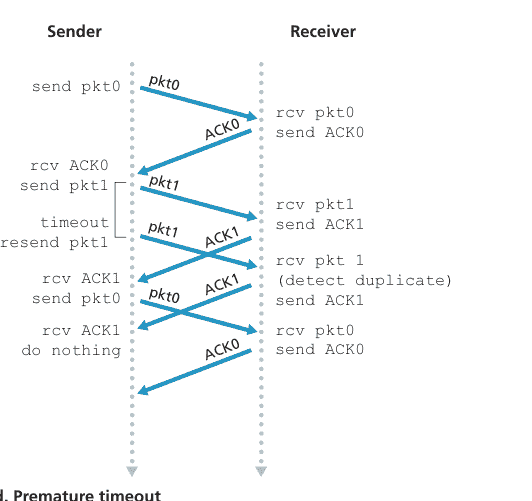 Sender
Receiver
send pkt0
pkt0
rcv pkt0
send ACK0
ACK0
rcv ACK0
send pkt1
pkt1
rcv pkt1
send ACK1
timeout
resend pkt1
pkt1
ACK1
rcv pkt 1
(detect duplicate)
send ACK1
rcv ACK1
send pkt0
pkt0
ACK1
rcv pkt0
send ACK0
rcv ACK1
do nothing
ACK0
d. Premature timeout